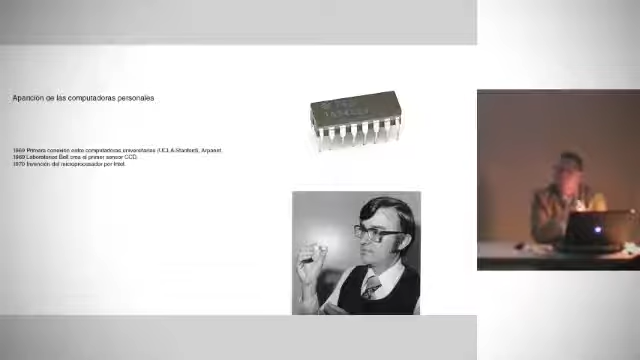 Aparición de las computadoras personales
1969 Primera conexión entre computadoras universitarias (UCLA-Stanford), Arpanet.
1969 Laboratorios Bell crea el primer sensor CCD.
1970 Invención del microprocesador por Intel.